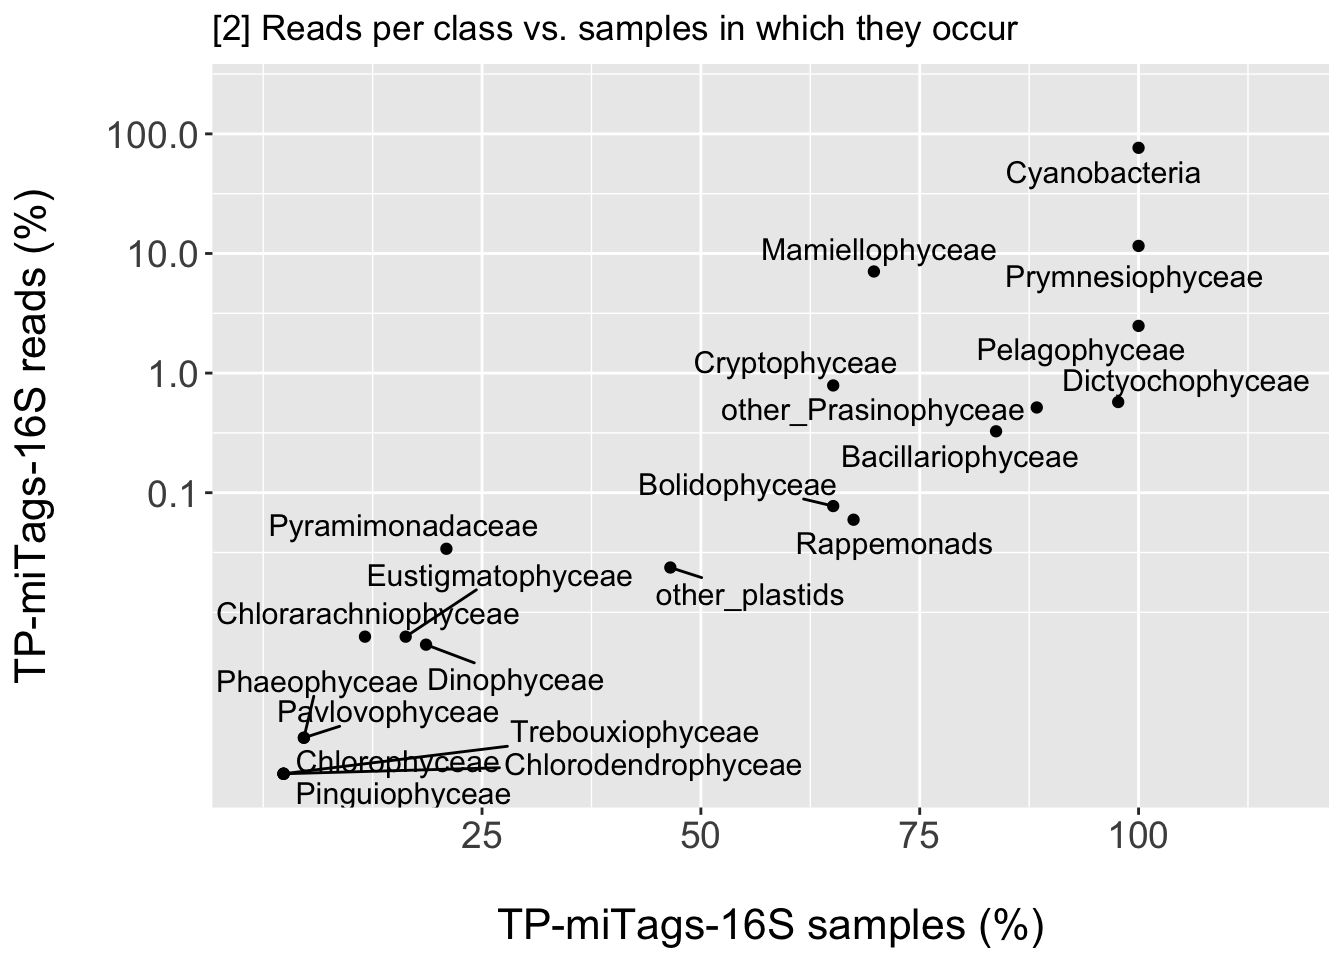 [2] Reads per class vs. samples in which they occur
100.0
Cyanobacteria
Mamiellophyceae
10.0
Prymnesiophyceae
Pelagophyceae
Cryptophyceae
1.0
Dictyochophyceae
other_Prasinophyceae
Bacillariophyceae
Bolidophyceae
0.1
Pyramimonadaceae
Rappemonads
Eustigmatophyceae
other_plastids
Chlorarachniophyceae
Phaeophyceae
Dinophyceae
Pavlovophyceae
Trebouxiophyceae
Chlorophyceae
Chlorodendrophyceae
Pinguiophyceae
25 50 75 100
TP-miTags-16S samples (%)
TP-miTags-16S reads (%)